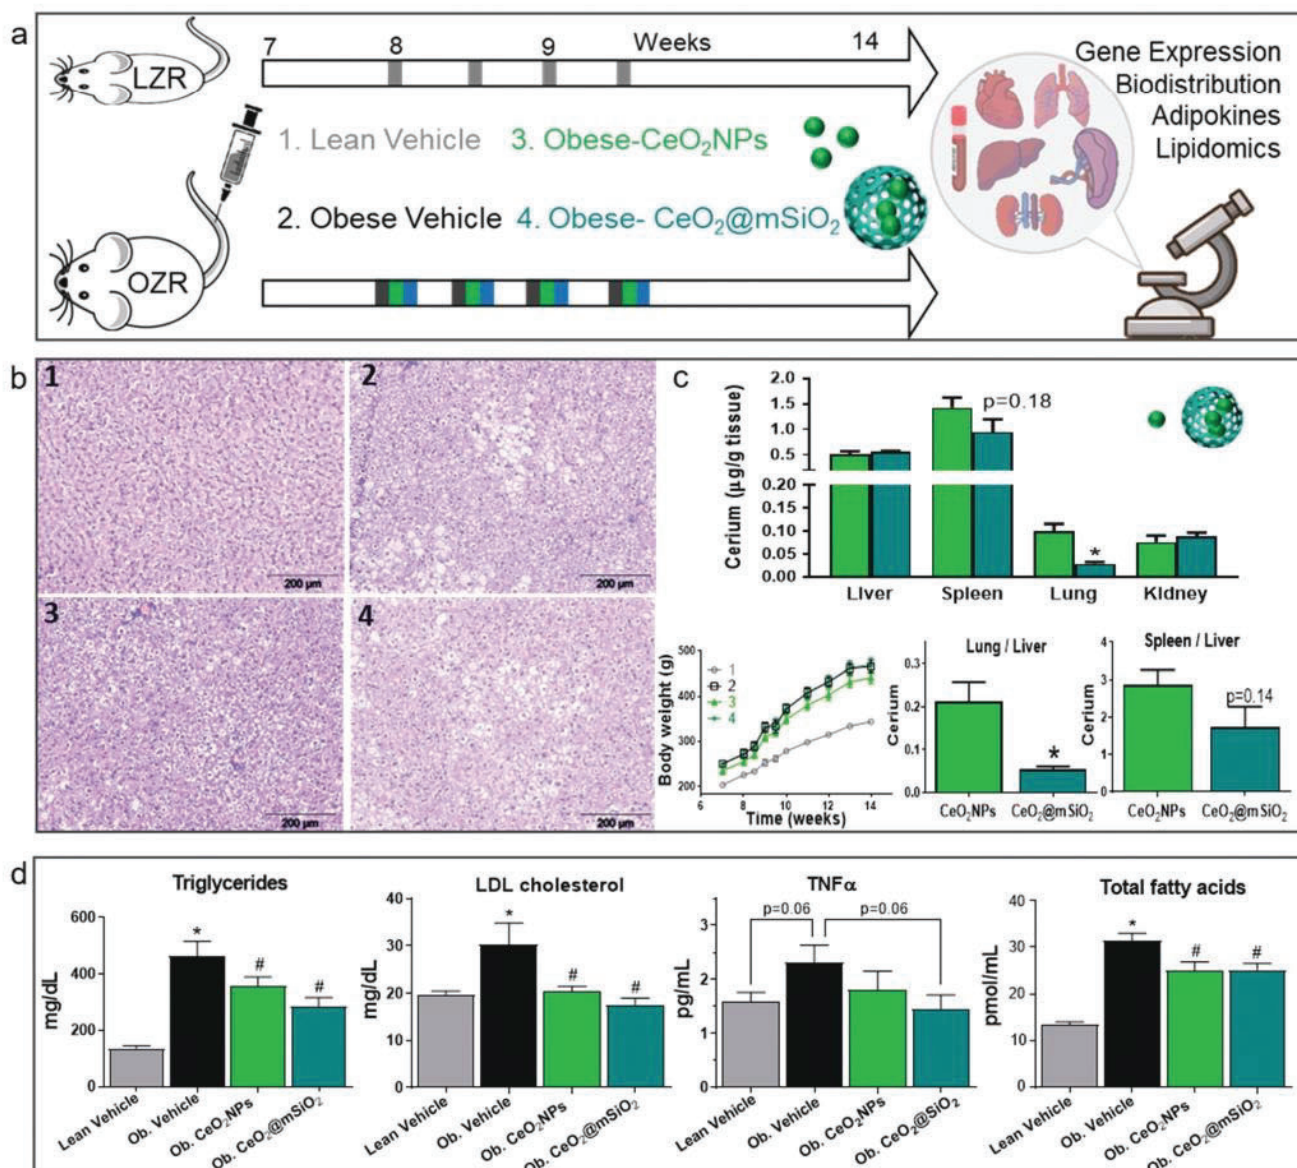 a
7
8
9
Weeks
14
LZR
Gene Expression
Biodistribution
Adipokines
Lipidomics
1. Lean Vehicle
3. Obese-CeO₂NPs
2. Obese Vehicle
4. Obese- CeO₂@mSiO₂
OZR
b
1
200 µm
2
200 µm
3
200 µm
4
200 µm
c
Cerium (µg/g tissue)
2.0
1.5
1.0
0.5
0.20
0.15
0.10
0.05
0.00
p=0.18
*
Liver
Spleen
Lung
Kidney
Body weight (g)
500
400
300
200
1
2
3
4
6
8
10
12
14
Time (weeks)
Lung / Liver
Cerium
0.3
0.2
0.1
0.0
*
CeO₂NPs
CeO₂@mSiO₂
Spleen / Liver
Cerium
4
3
2
1
0
p=0.14
CeO₂NPs
CeO₂@mSiO₂
d
Triglycerides
mg/dL
600
400
200
0
*
#
#
Lean Vehicle
Ob. Vehicle
Ob. CeO₂NPs
Ob. CeO₂@mSiO₂
LDL cholesterol
mg/dL
40
30
20
10
0
*
#
#
Lean Vehicle
Ob. Vehicle
Ob. CeO₂NPs
Ob. CeO₂@mSiO₂
TNFα
pg/mL
3
2
1
0
p=0.06
p=0.06
Lean Vehicle
Ob. Vehicle
Ob. CeO₂NPs
Ob. CeO₂@SiO₂
Total fatty acids
pmol/mL
40
30
20
10
0
*
#
#
Lean Vehicle
Ob. Vehicle
Ob. CeO₂NPs
Ob. CeO₂@mSiO₂